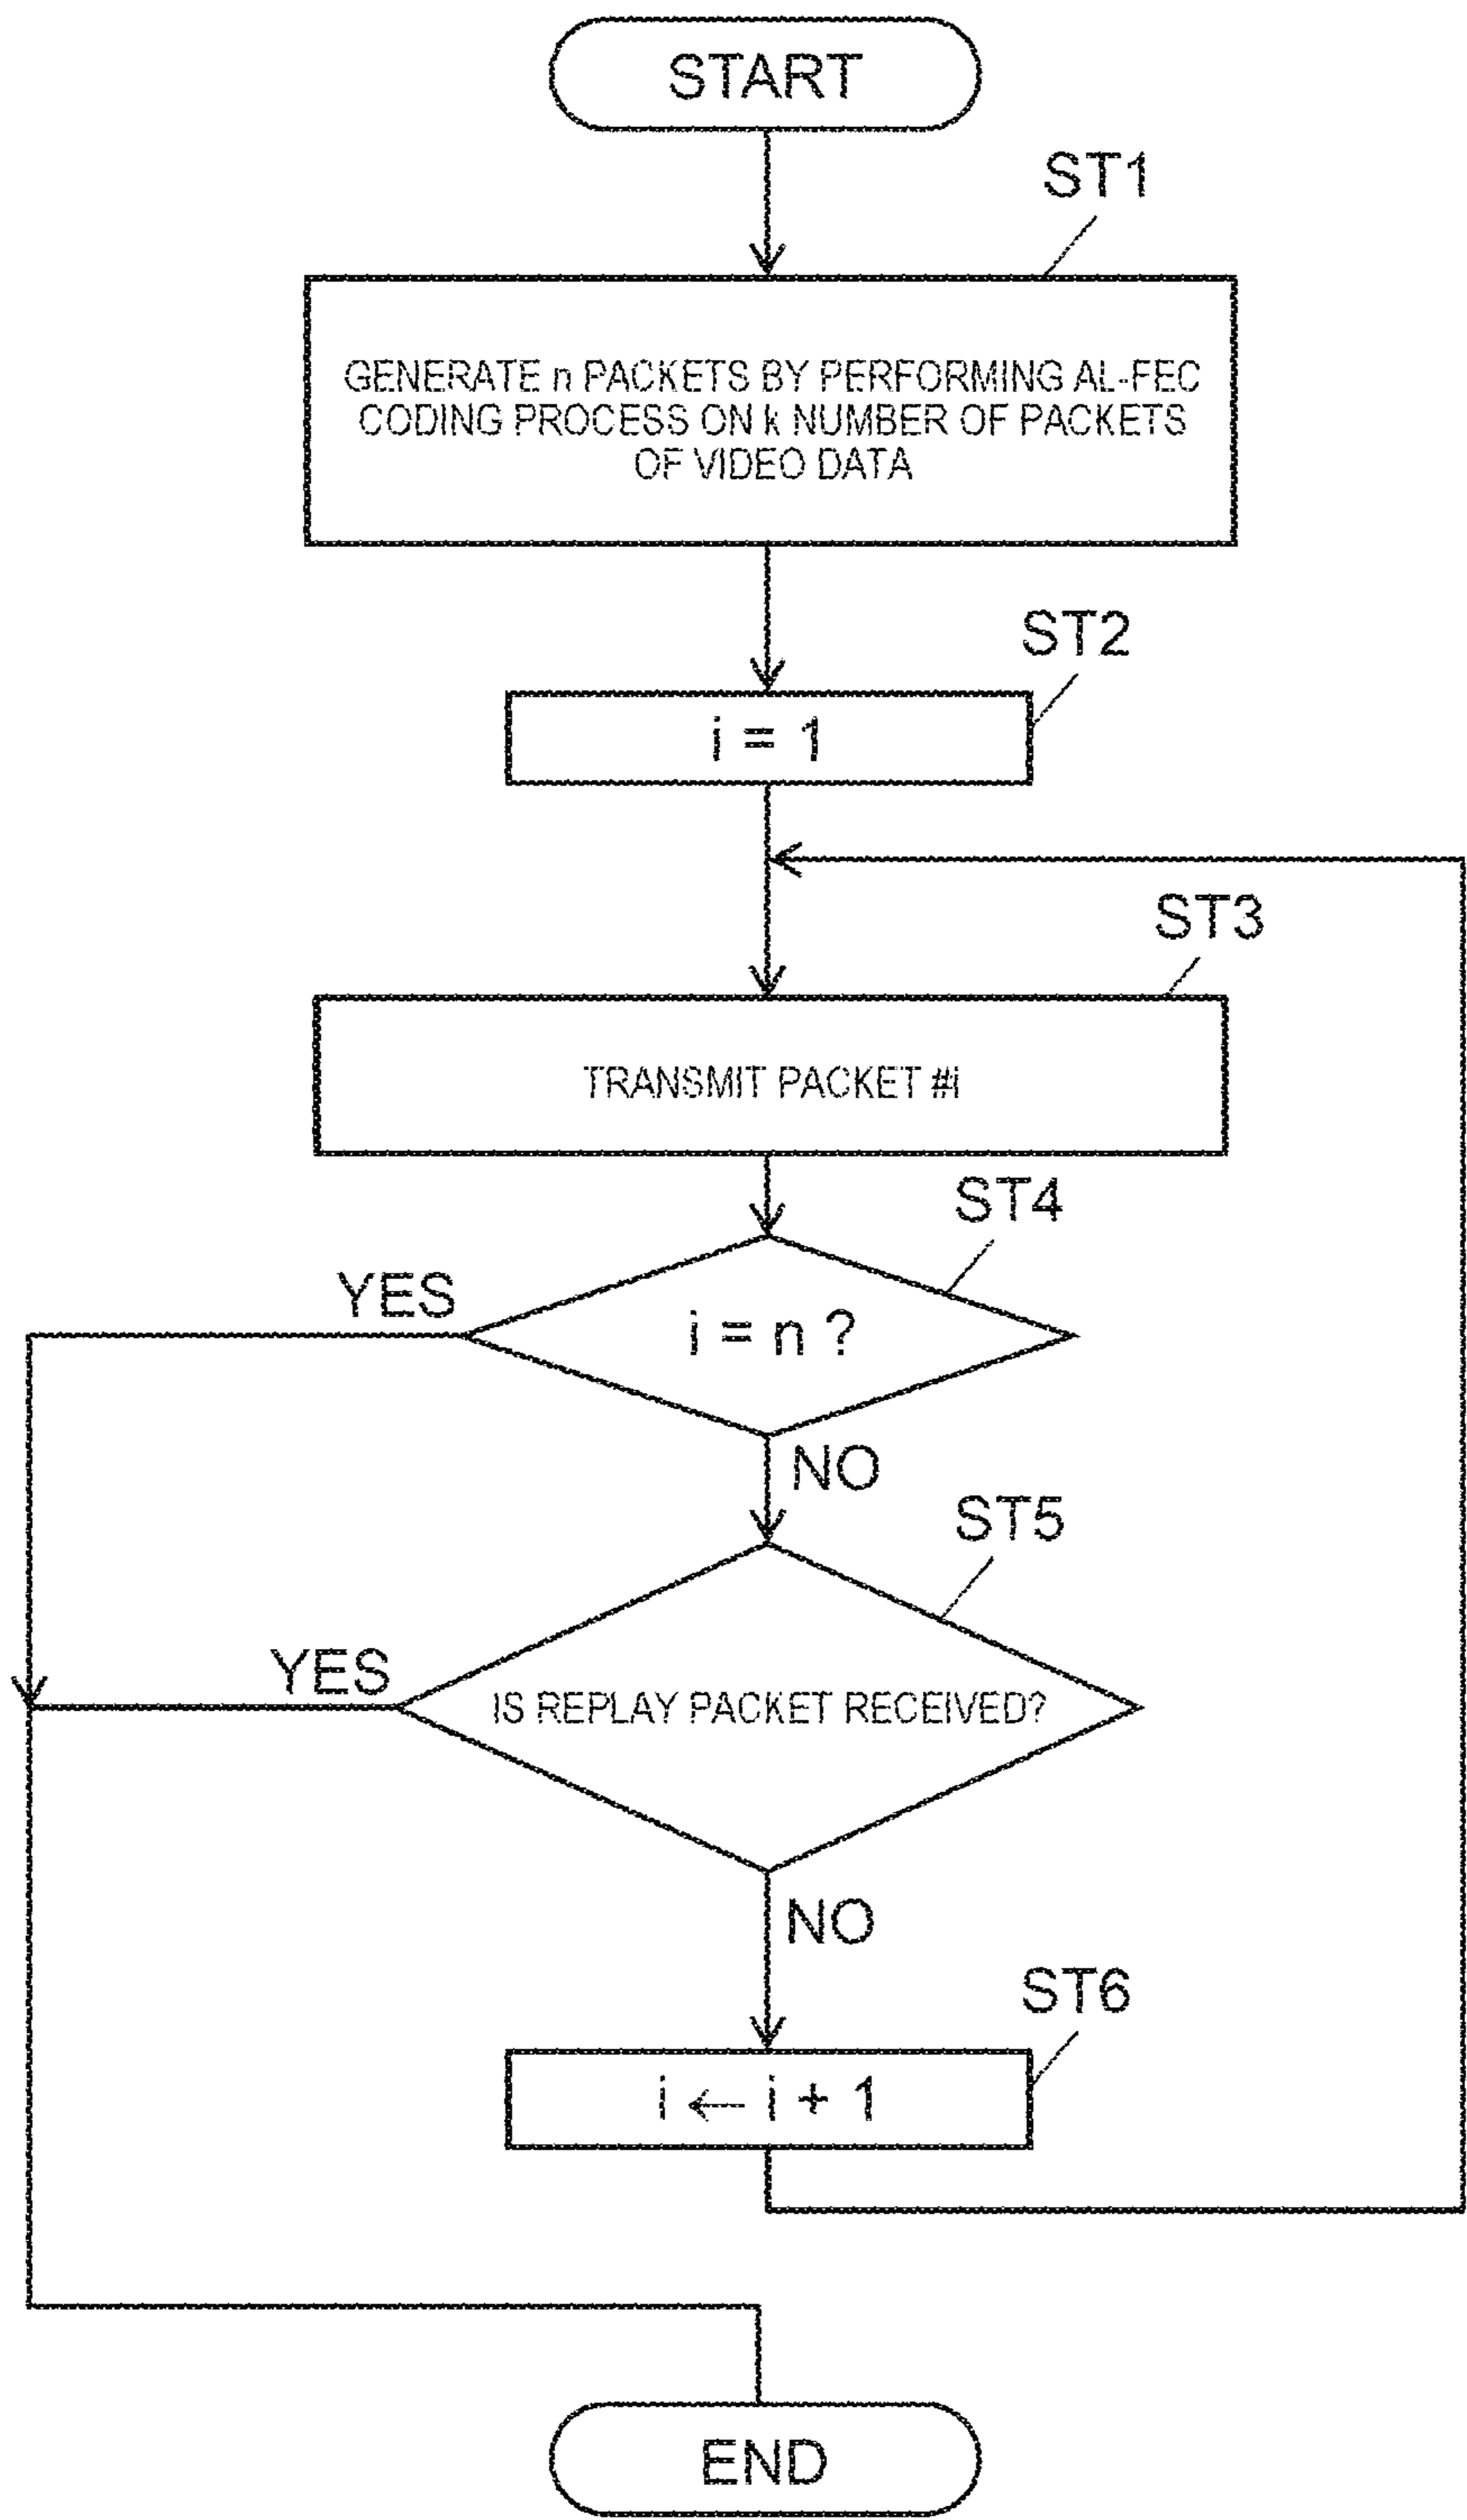 START
ST1
GENERATE n PACKETS BY PERFORMING AL-FEC
CODING PROCESS ON k NUMBER OF PACKETS
OF VIDEO DATA
ST2
i = 1
ST3
TRANSMIT PACKET #i
ST4
YES
i = n ?
NO
ST5
YES
IS REPLAY PACKET RECEIVED?
NO
ST6
i ← i + 1
END